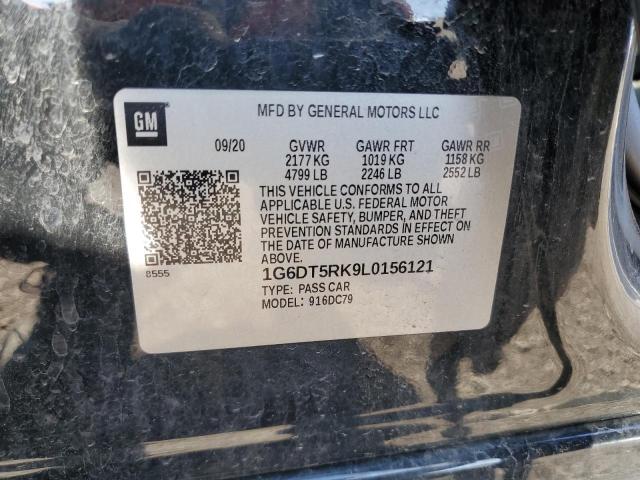 GM
MFD BY GENERAL MOTORS LLC
09/20 GVWR GAWR FRT GAWR RR
2177 KG 1019 KG 1158 KG
4799 LB 2246 LB 2552 LB
THIS VEHICLE CONFORMS TO ALL
APPLICABLE U.S. FEDERAL MOTOR
VEHICLE SAFETY, BUMPER, AND THEFT
PREVENTION STANDARDS IN EFFECT ON
THE DATE OF MANUFACTURE SHOWN
ABOVE.
8555
1G6DT5RK9L0156121
TYPE: PASS CAR
MODEL: 916DC79